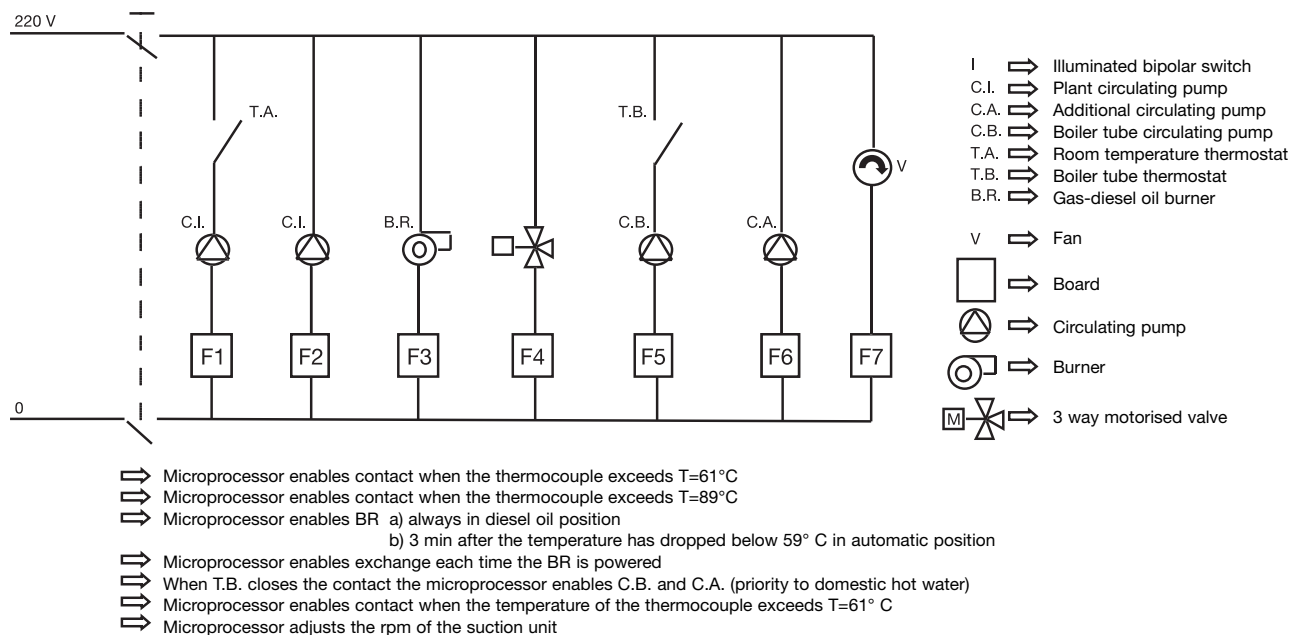 220 V
T.A.
T.B.
V
C.I.
C.I.
B.R.
C.B.
C.A.
F1
F2
F3
F4
F5
F6
F7
0
I Illuminated bipolar switch
C.I. Plant circulating pump
C.A. Additional circulating pump
C.B. Boiler tube circulating pump
T.A. Room temperature thermostat
T.B. Boiler tube thermostat
B.R. Gas-diesel oil burner
V Fan
Board
Circulating pump
Burner
M 3 way motorised valve
Microprocessor enables contact when the thermocouple exceeds T=61°C
Microprocessor enables contact when the thermocouple exceeds T=89°C
Microprocessor enables BR a) always in diesel oil position
b) 3 min after the temperature has dropped below 59° C in automatic position
Microprocessor enables exchange each time the BR is powered
When T.B. closes the contact the microprocessor enables C.B. and C.A. (priority to domestic hot water)
Microprocessor enables contact when the temperature of the thermocouple exceeds T=61° C
Microprocessor adjusts the rpm of the suction unit